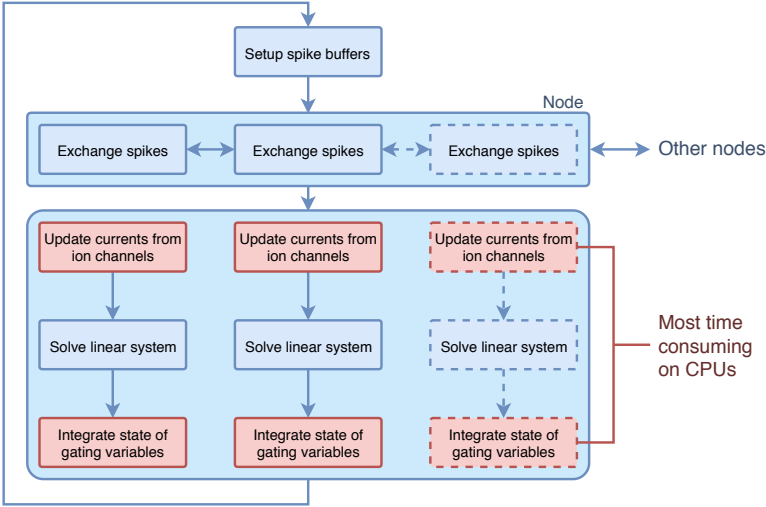 Setup spike buffers
Node
Exchange spikes
Exchange spikes
Exchange spikes
Other nodes
Update currents from
ion channels
Update currents from
ion channels
Update currents from
ion channels
Solve linear system
Solve linear system
Solve linear system
Most time
consuming
on CPUs
Integrate state of
gating variables
Integrate state of
gating variables
Integrate state of
gating variables